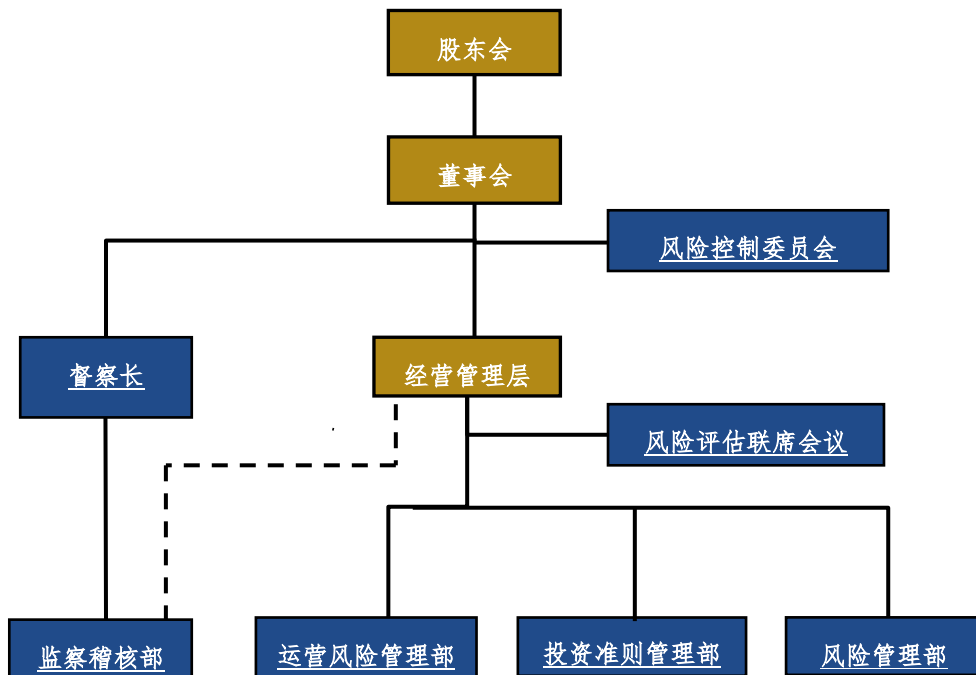 股东会
董事会
风险控制委员会
督察长
经营管理层
风险评估联席会议
监察稽核部
运营风险管理部
投资准则管理部
风险管理部